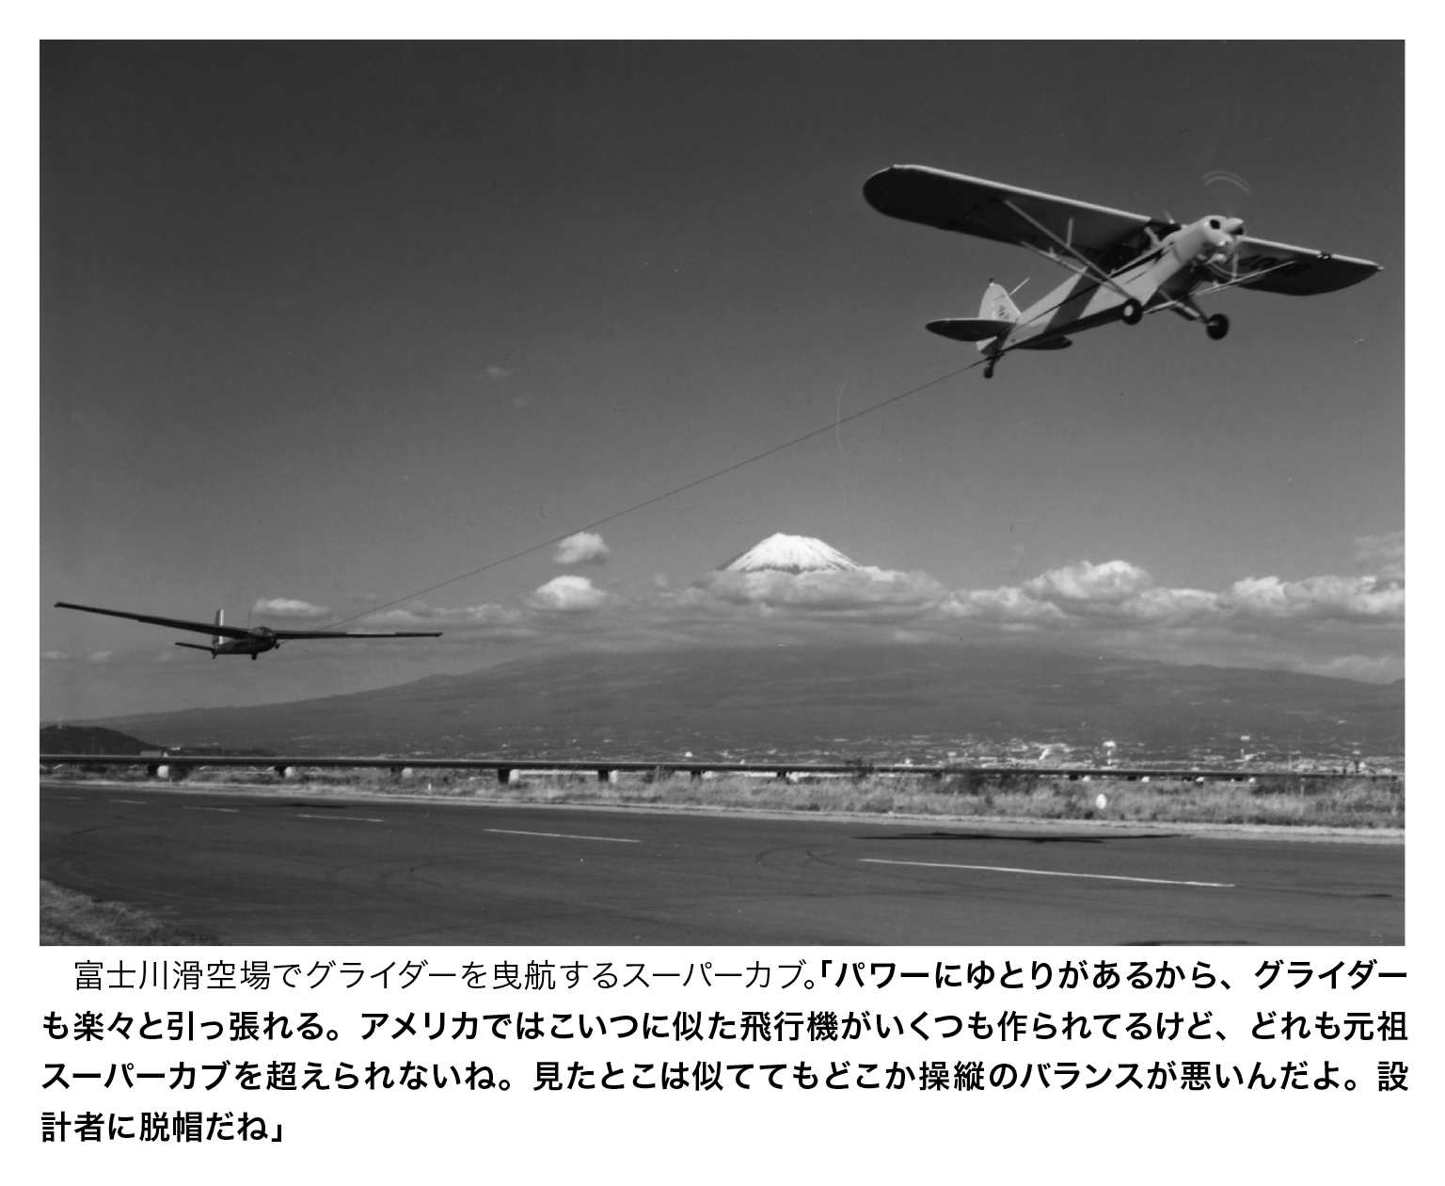 富士川滑空場でグライダーを曳航するスーパーカブ。「パワーにゆとりがあるから、グライダー
も楽々と引っ張れる。アメリカではこいつに似た飛行機がいくつも作られてるけど、どれも元祖
スーパーカブを超えられないね。見たとこは似ててもどこか操縦のバランスが悪いんだよ。設
計者に脱帽だね」